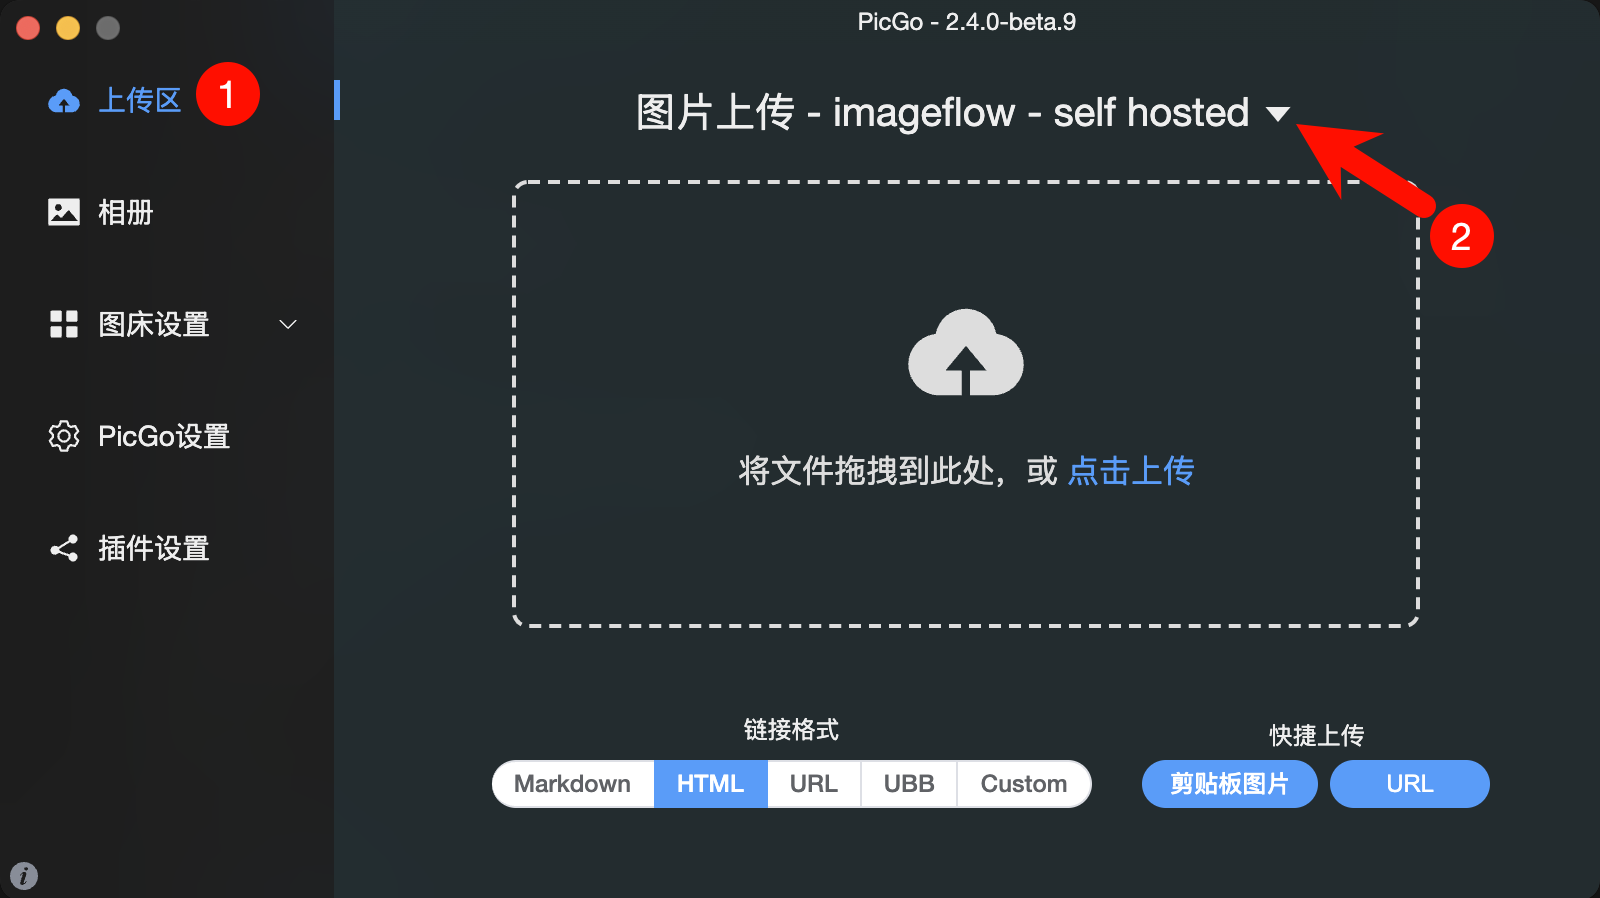 PicGo - 2.4.0-beta.9
上传区
1
相册
图床设置
PicGo设置
插件设置
图片上传 - imageflow - self hosted
2
将文件拖拽到此处，或 点击上传
链接格式
Markdown HTML URL UBB Custom
快捷上传
剪贴板图片 URL
i